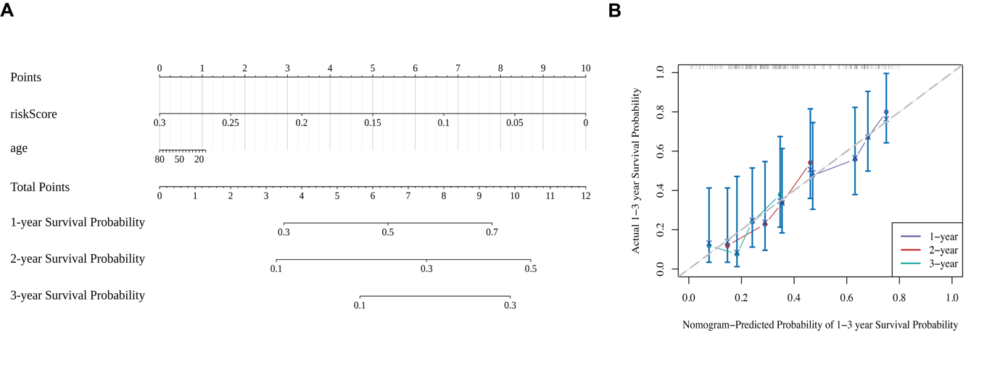 A
Points
0 1 2 3 4 5 6 7 8 9 10
riskScore
0.3 0.25 0.2 0.15 0.1 0.05 0
age
80 50 20
Total Points
0 1 2 3 4 5 6 7 8 9 10 11 12
1-year Survival Probability
0.3 0.5 0.7
2-year Survival Probability
0.1 0.3 0.5
3-year Survival Probability
0.1 0.3
B
Actual 1−3 year Survival Probability
1.0
0.8
0.6
0.4
0.2
0.0
1−year
2−year
3−year
0.0 0.2 0.4 0.6 0.8 1.0
Nomogram−Predicted Probability of 1−3 year Survival Probability